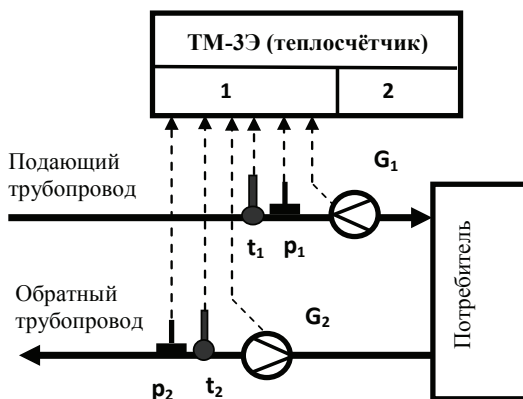 ТМ-3Э (теплосчётчик)
1 2
G₁
Подающий
трубопровод
t₁ p₁
Потребитель
Обратный
трубопровод
G₂
p₂ t₂